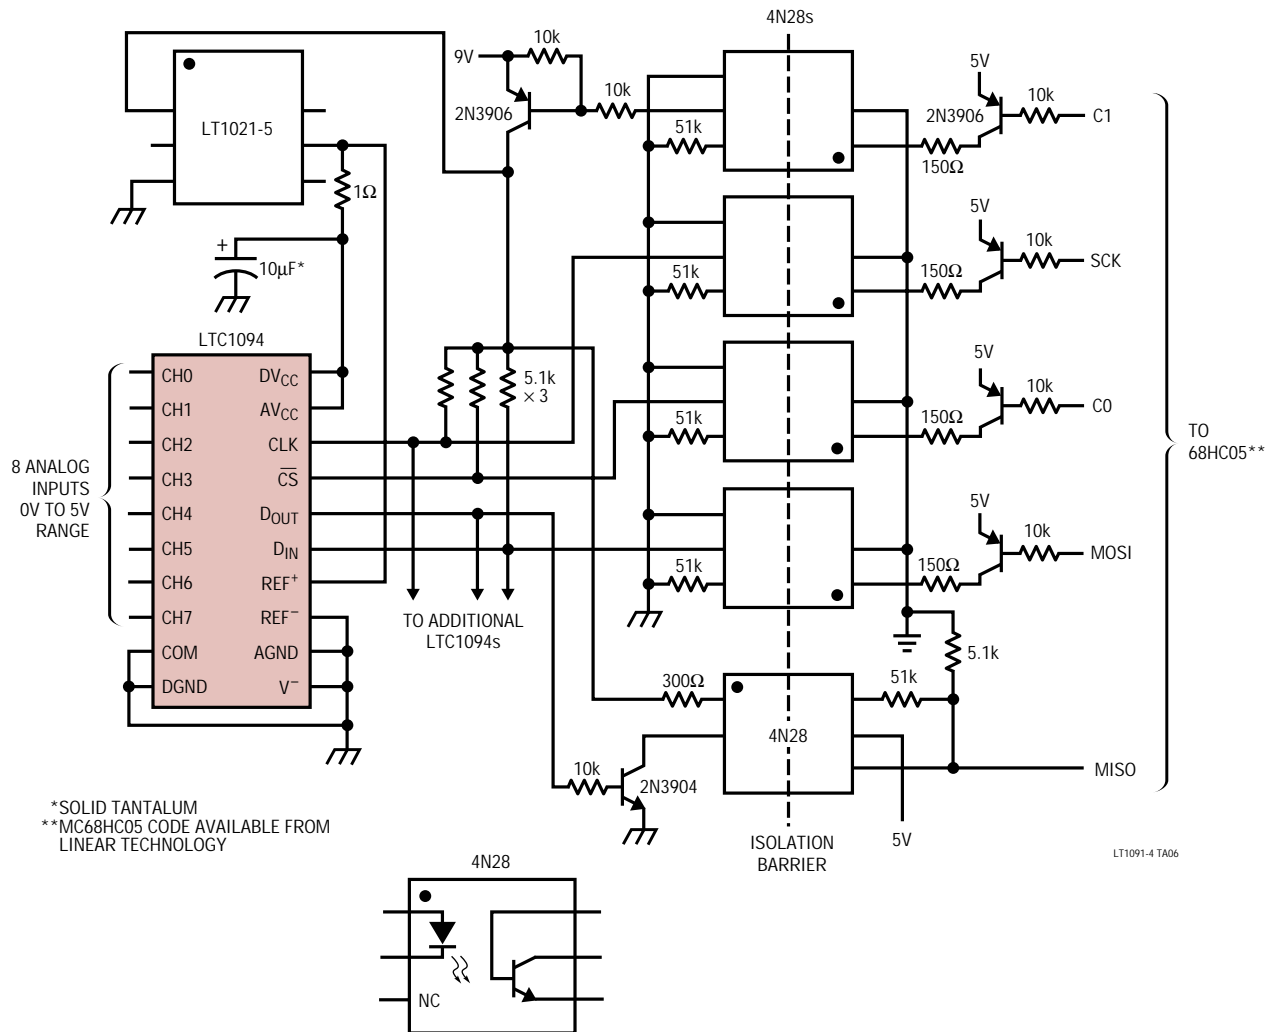 4N28s
10k
9V
5V
10k
10k
2N3906
2N3906
C1
LT1021-5
51k
150Ω
1Ω
5V
10k
+
10µF*
51k
150Ω
SCK
LTC1094
5V
10k
CH0
DVCC
5.1k
× 3
C0
CH1
AVCC
51k
150Ω
CH2
CLK
TO
68HC05**
8 ANALOG
INPUTS
0V TO 5V
RANGE
CH3
CS
CH4
DOUT
5V
10k
CH5
DIN
MOSI
CH6
REF+
51k
150Ω
CH7
REF−
TO ADDITIONAL
LTC1094s
COM
AGND
5.1k
DGND
V−
300Ω
51k
4N28
10k
2N3904
MISO
*SOLID TANTALUM
**MC68HC05 CODE AVAILABLE FROM
LINEAR TECHNOLOGY
ISOLATION
BARRIER
5V
LT1091-4 TA06
4N28
NC